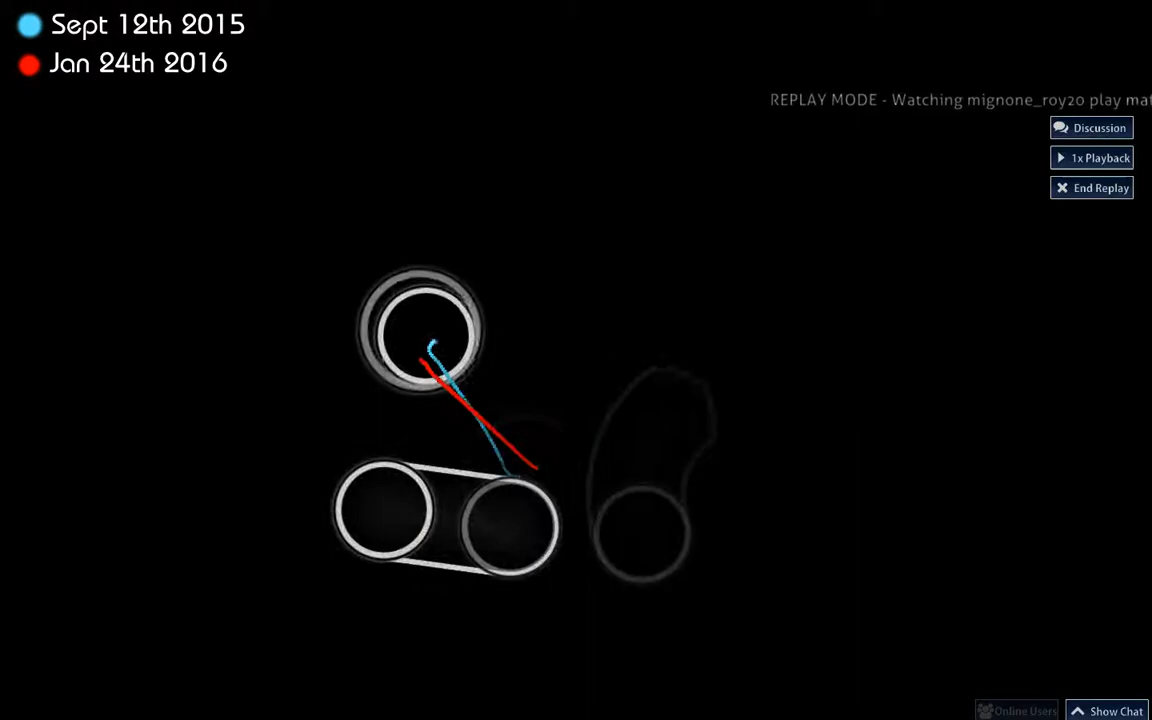 Sept 12th 2015
Jan 24th 2016
REPLAY MODE - Watching mignone_roy20 play mat
Discussion
1x Playback
End Replay
Online Users
Show Chat